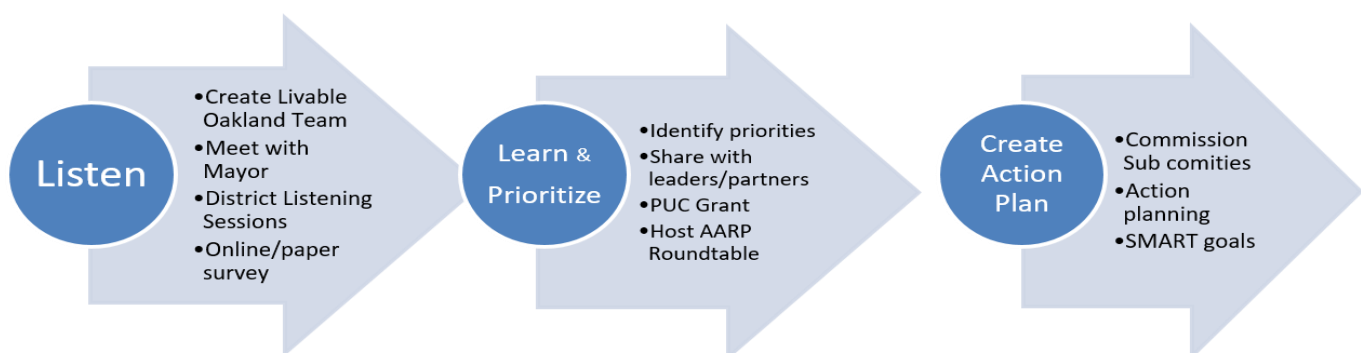 Listen
•Create Livable
Oakland Team
•Meet with
Mayor
•District Listening
Sessions
•Online/paper
survey
Learn &
Prioritize
•Identify priorities
•Share with
leaders/partners
•PUC Grant
•Host AARP
Roundtable
Create
Action
Plan
•Commission
Sub comities
•Action
planning
•SMART goals